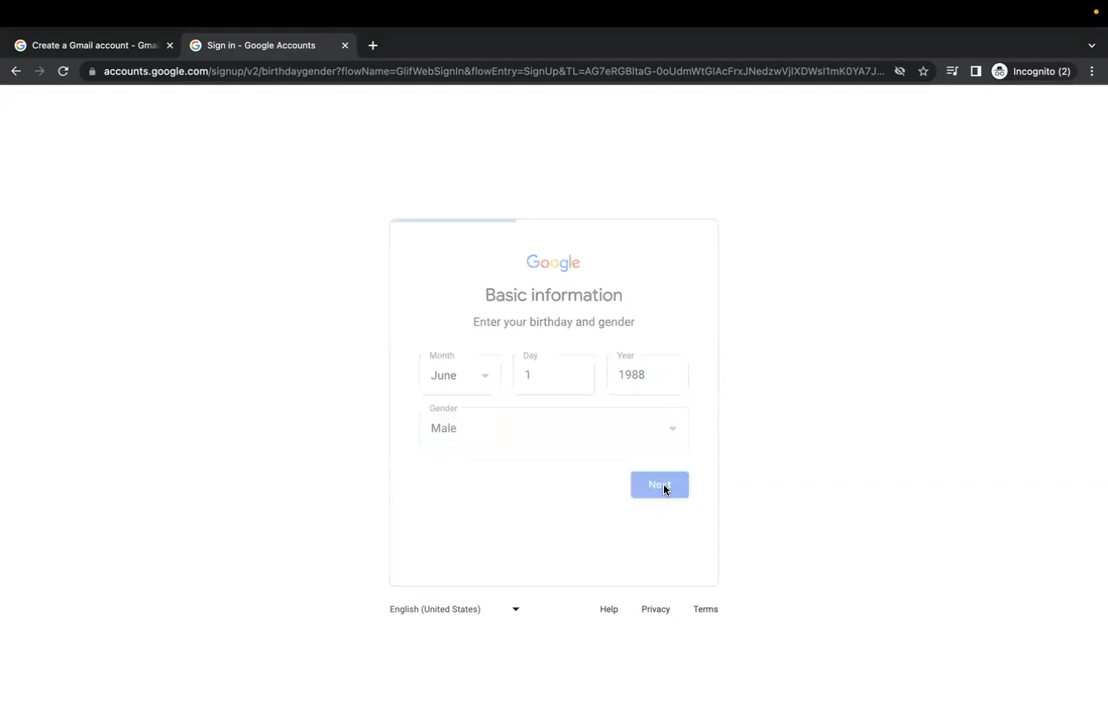 Create a Gmail account - Gmai
Sign in - Google Accounts
accounts.google.com/signup/v2/birthdaygender?flowName=GlifWebSignIn&flowEntry=SignUp&TL=AG7eRGBltaG-0oUdmWtGlAcFrxJNedzwVjlXDWsl1mK0YA7J...
Incognito (2)
Google
Basic information
Enter your birthday and gender
Month Day Year
June 1 1988
Gender
Male
Next
English (United States) Help Privacy Terms